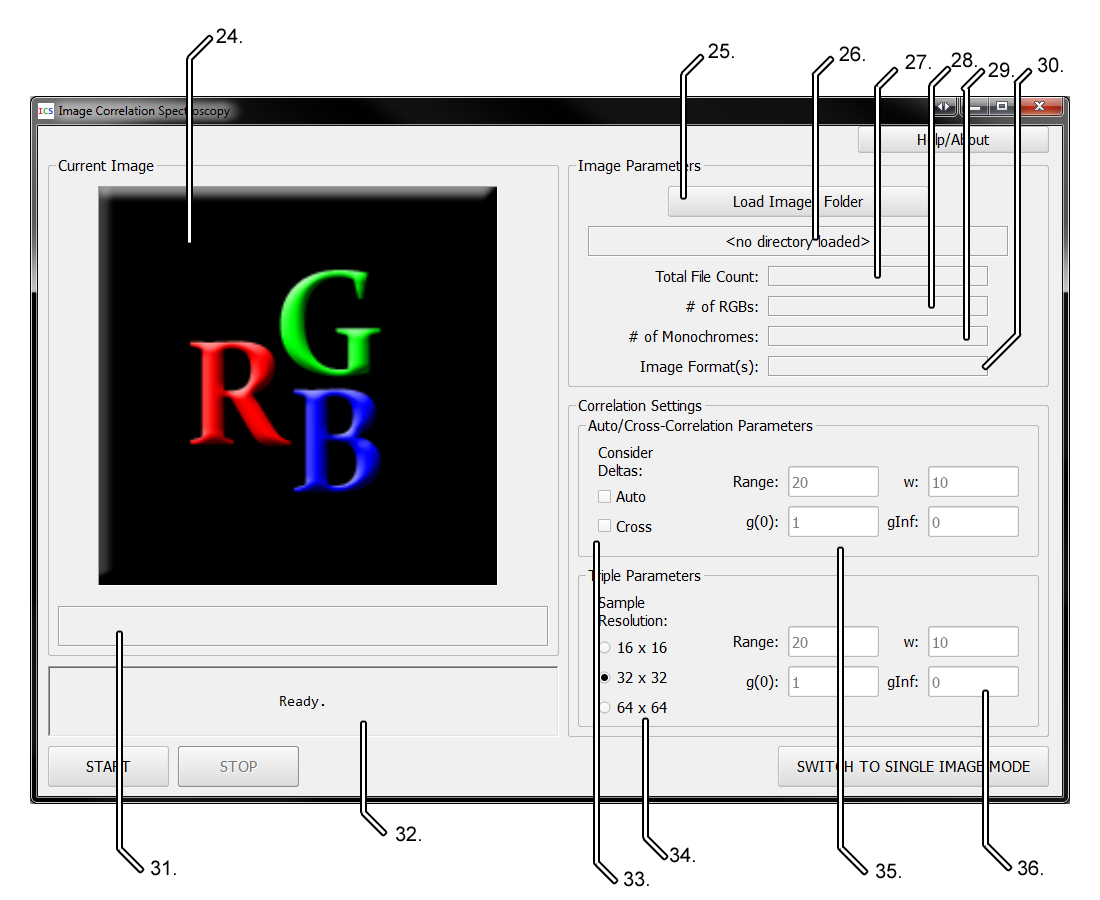 24.
25.
26.
27.
28.
29.
30.
ICS Image Correlation Spectroscopy
Help/About
Current Image
R
G
B
Image Parameters
Load Image Folder
<no directory loaded>
Total File Count:
# of RGBs:
# of Monochromes:
Image Format(s):
Correlation Settings
Auto/Cross-Correlation Parameters
Consider
Deltas:
Auto
Cross
Range: 20 w: 10
g(0): 1 gInf: 0
Triple Parameters
Sample
Resolution:
16 x 16
32 x 32
64 x 64
Range: 20 w: 10
g(0): 1 gInf: 0
Ready.
START STOP
SWITCH TO SINGLE IMAGE MODE
31.
32.
33.
34.
35.
36.